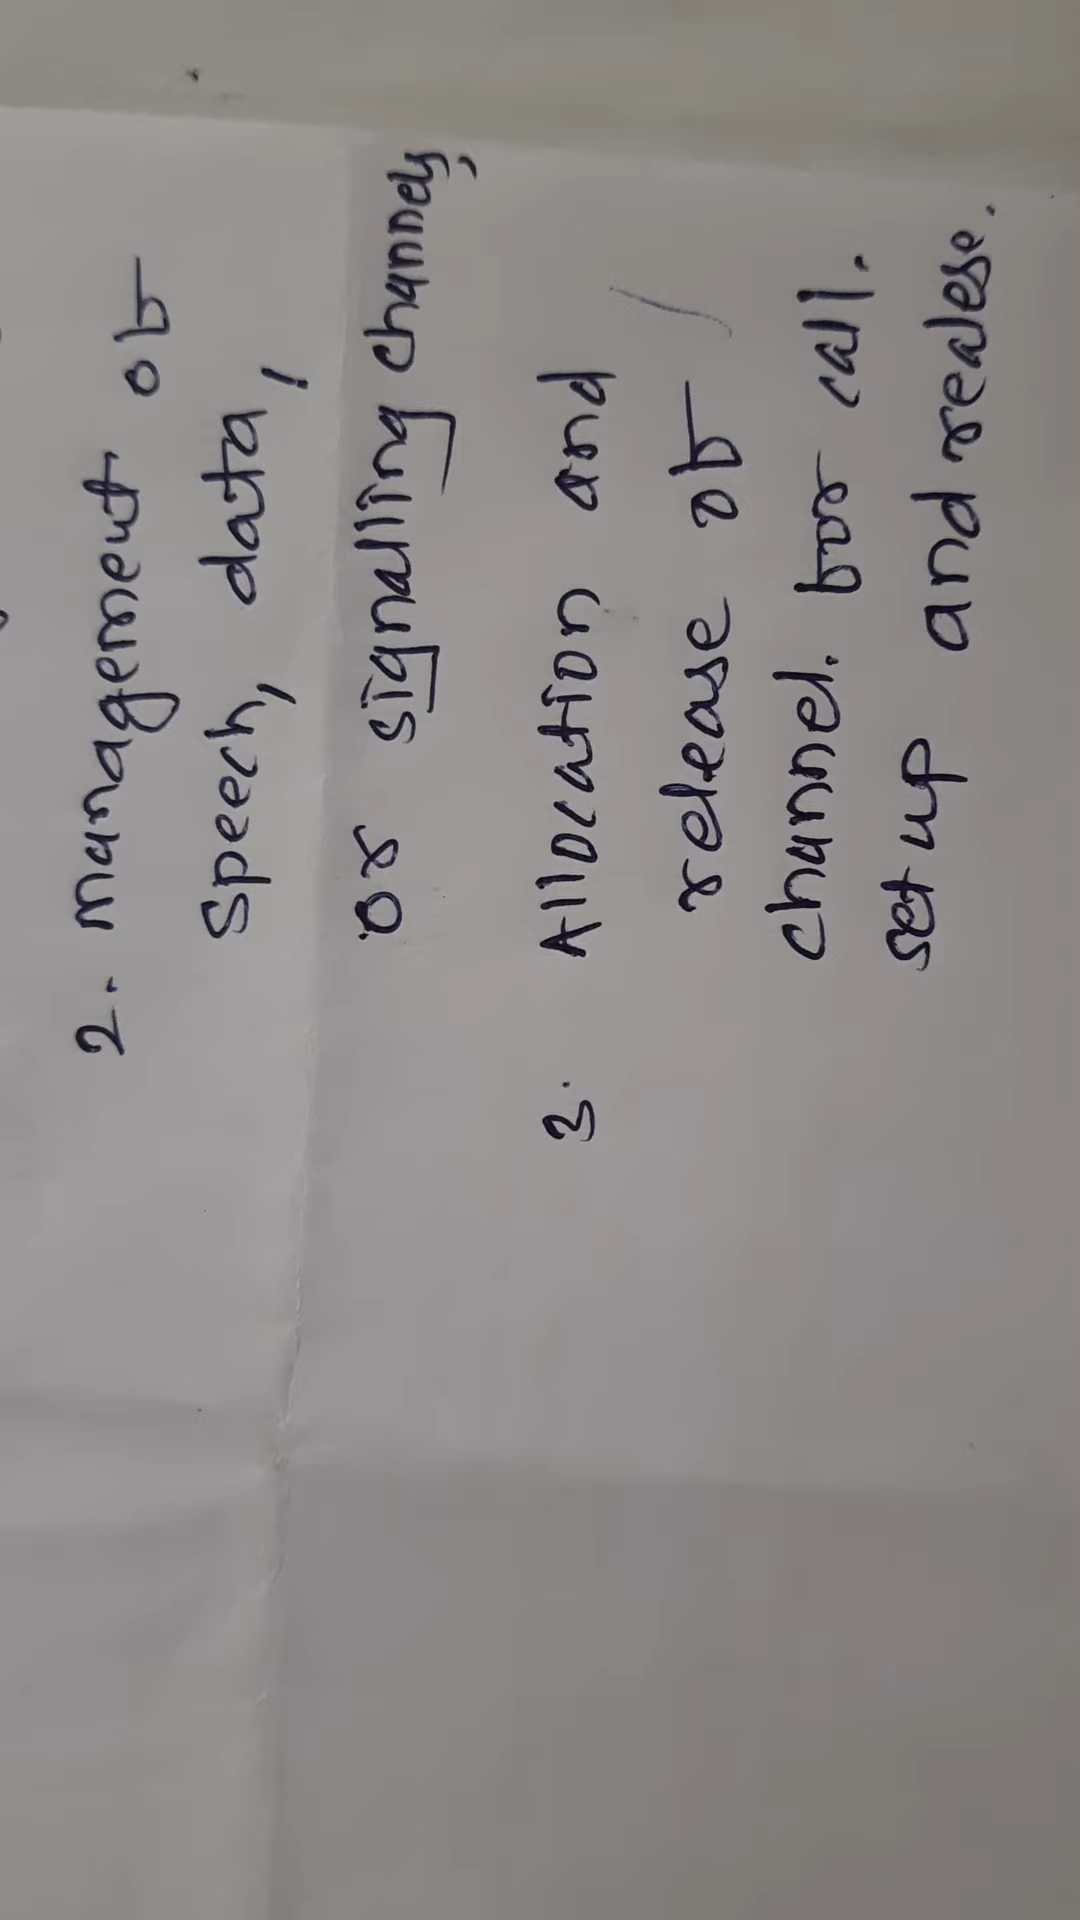 2. management of
speech, data,
or signalling channels,
3. Allocation and
release of
channel. for call.
set up and realese.